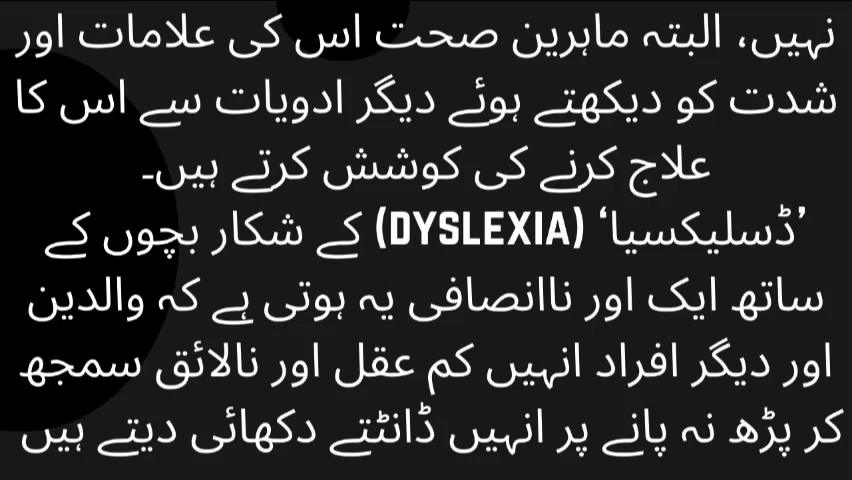 نہیں، البتہ ماہرین صحت اس کی علامات اور
شدت کو دیکھتے ہوئے دیگر ادویات سے اس کا
علاج کرنے کی کوشش کرتے ہیں۔
’ڈسلیکسیا‘ (DYSLEXIA) کے شکار بچوں کے
ساتھ ایک اور ناانصافی یہ ہوتی ہے کہ والدین
اور دیگر افراد انہیں کم عقل اور نالائق سمجھ
کر پڑھ نہ پانے پر انہیں ڈانٹتے دکھائی دیتے ہیں